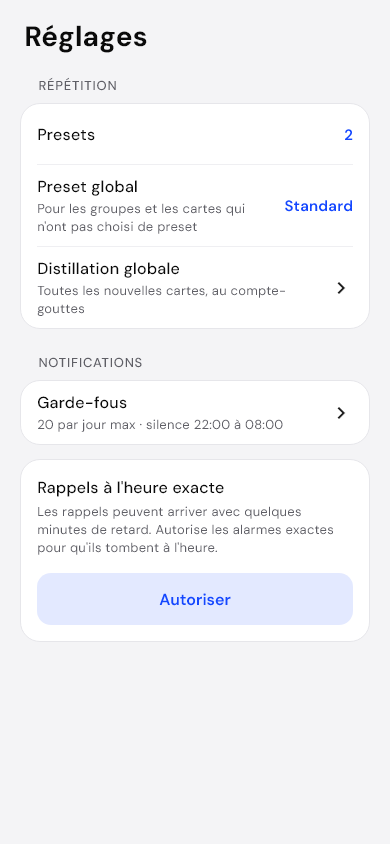 Réglages
RÉPÉTITION
Presets
2
Preset global
Pour les groupes et les cartes qui
n'ont pas choisi de preset
Standard
Distillation globale
Toutes les nouvelles cartes, au compte-
gouttes
NOTIFICATIONS
Garde-fous
20 par jour max · silence 22:00 à 08:00
Rappels à l'heure exacte
Les rappels peuvent arriver avec quelques
minutes de retard. Autorise les alarmes exactes
pour qu'ils tombent à l'heure.
Autoriser